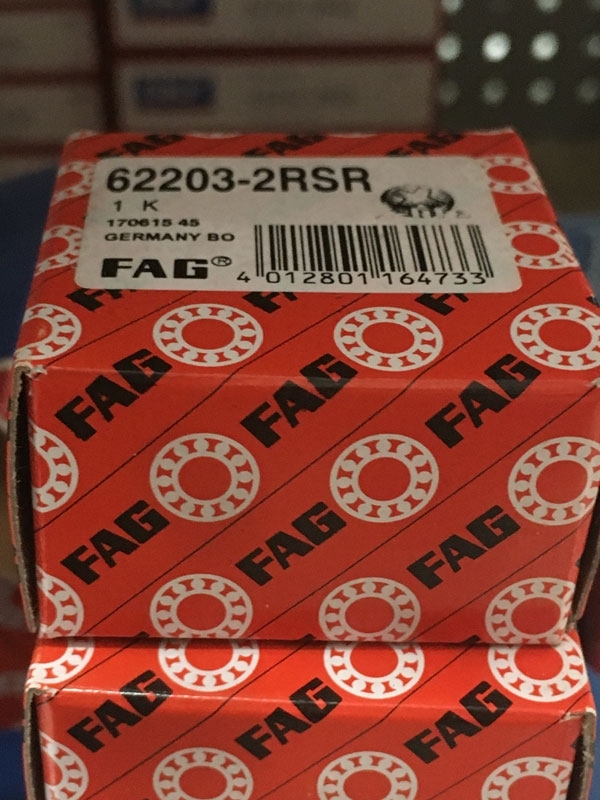 62203-2RSR
1 K
170615 45
GERMANY BO
FAG®
4 012801 164733
FAG FAG FAG
FAG FAG FAG
FAG FAG FAG